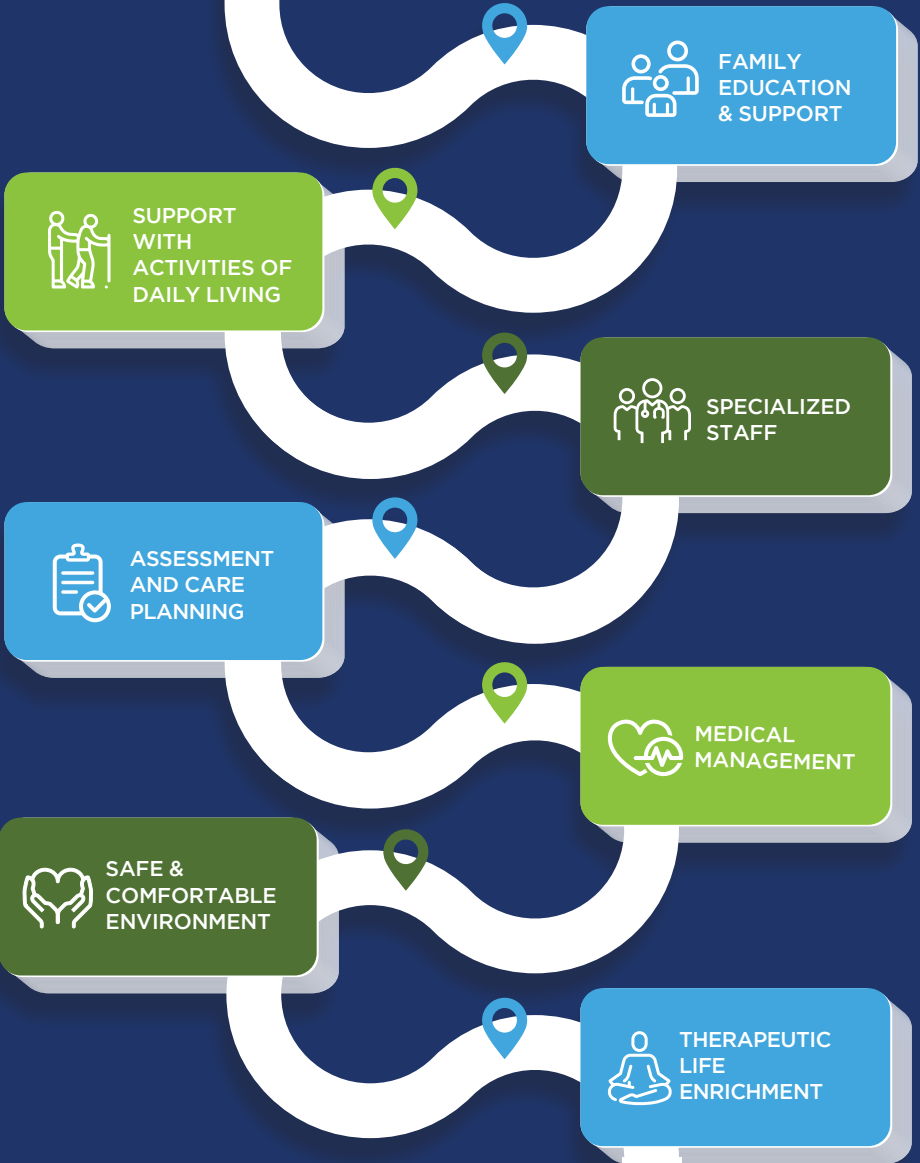 FAMILY
EDUCATION
& SUPPORT
SUPPORT
WITH
ACTIVITIES OF
DAILY LIVING
SPECIALIZED
STAFF
ASSESSMENT
AND CARE
PLANNING
MEDICAL
MANAGEMENT
SAFE &
COMFORTABLE
ENVIRONMENT
THERAPEUTIC
LIFE
ENRICHMENT